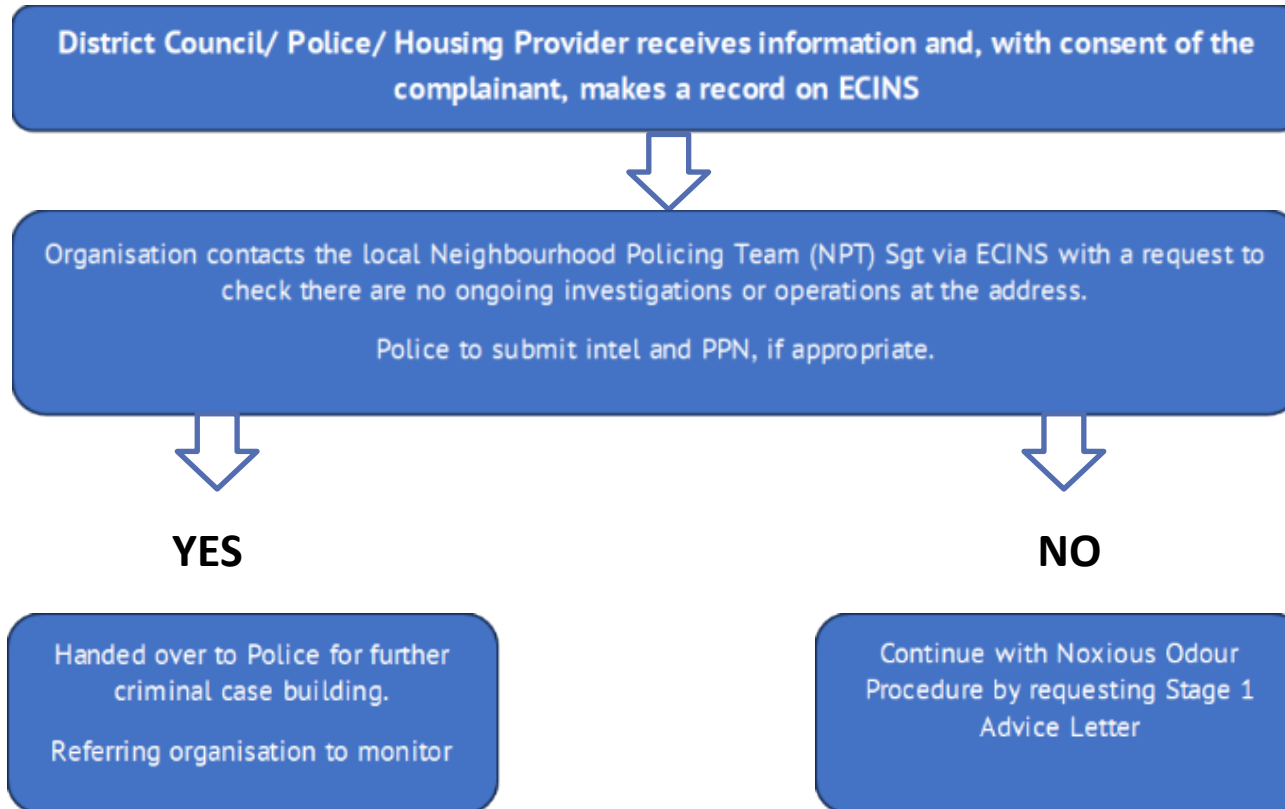 District Council/ Police/ Housing Provider receives information and, with consent of the
complainant, makes a record on ECINS
Organisation contacts the local Neighbourhood Policing Team (NPT) Sgt via ECINS with a request to
check there are no ongoing investigations or operations at the address.
Police to submit intel and PPN, if appropriate.
YES
NO
Handed over to Police for further
criminal case building.
Referring organisation to monitor
Continue with Noxious Odour
Procedure by requesting Stage 1
Advice Letter